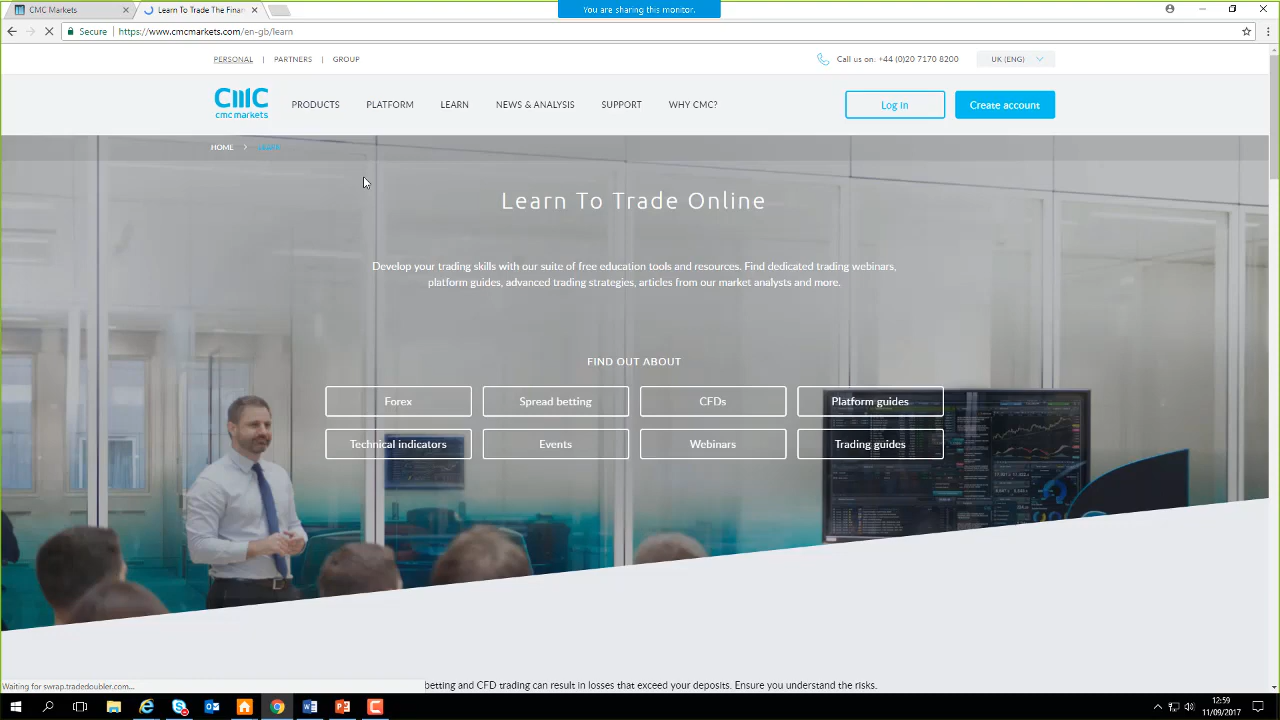 CMC Markets
Learn To Trade The Finan
You are sharing this monitor.
Secure
https://www.cmcmarkets.com/en-gb/learn
PERSONAL | PARTNERS | GROUP
Call us on: +44 (0)20 7170 8200
UK (ENG)
CMC
cmc markets
PRODUCTS
PLATFORM
LEARN
NEWS & ANALYSIS
SUPPORT
WHY CMC?
Log in
Create account
HOME > LEARN
Learn To Trade Online
Develop your trading skills with our suite of free education tools and resources. Find dedicated trading webinars,
platform guides, advanced trading strategies, articles from our market analysts and more.
FIND OUT ABOUT
Forex
Spread betting
CFDs
Platform guides
Technical indicators
Events
Webinars
Trading guides
Waiting for swrap.tradedoubler.com...
betting and CFD trading can result in losses that exceed your deposits. Ensure you understand the risks.
12:59
11/09/2017